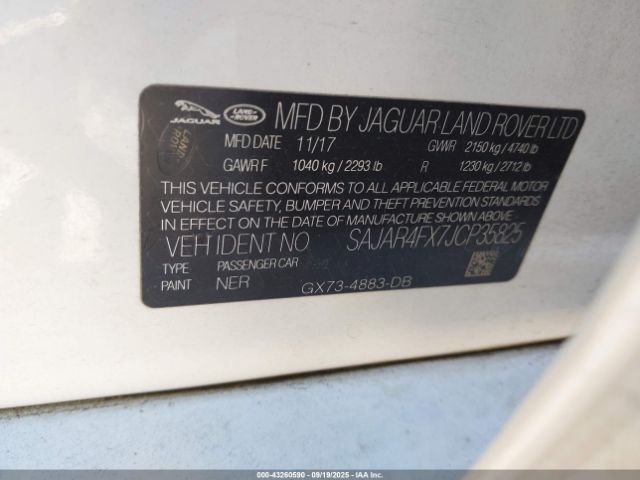 JAGUAR
LAND-ROVER
MFD BY JAGUAR LAND ROVER LTD
MFD DATE 11/17 GVWR 2150 kg / 4740 lb
GAWR F 1040 kg / 2293 lb R 1230 kg / 2712 lb
THIS VEHICLE CONFORMS TO ALL APPLICABLE FEDERAL MOTOR
VEHICLE SAFETY, BUMPER AND THEFT PREVENTION STANDARDS
IN EFFECT ON THE DATE OF MANUFACTURE SHOWN ABOVE
VEH IDENT NO SAJAR4FX7JCP35825
TYPE PASSENGER CAR
PAINT NER GX73-4883-DB
000-43260590 - 09/19/2025 - IAAI.COM